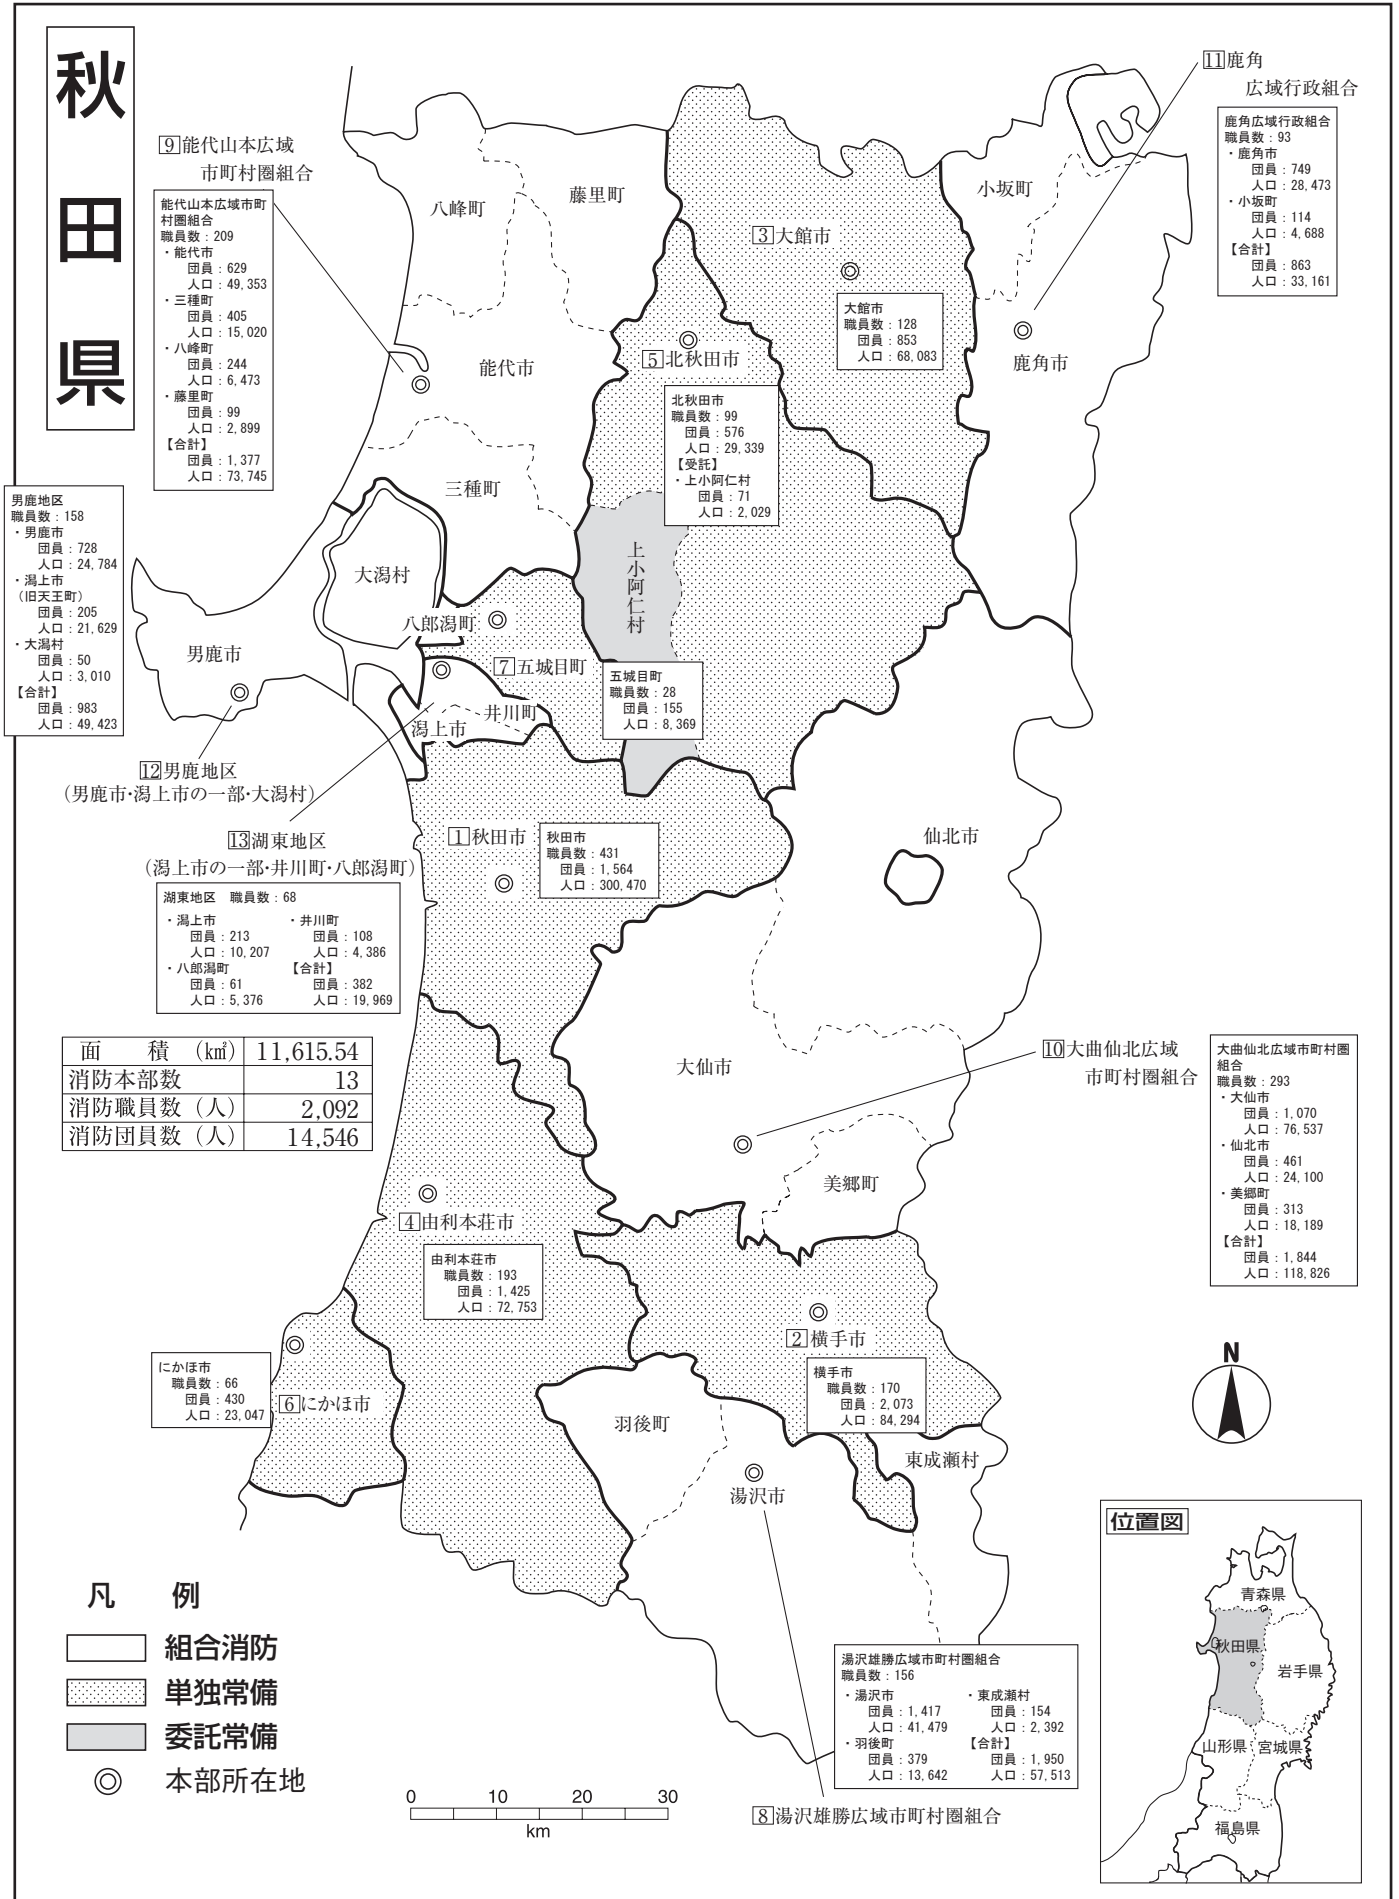 秋田県
⑪鹿角
広域行政組合
鹿角広域行政組合
職員数：93
・鹿角市
団員：749
人口：28,473
・小坂町
団員：114
人口：4,688
【合計】
団員：863
人口：33,161
⑨能代山本広域
市町村圏組合
能代山本広域市町
村圏組合
職員数：209
・能代市
団員：629
人口：49,353
・三種町
団員：405
人口：15,020
・八峰町
団員：244
人口：6,473
・藤里町
団員：99
人口：2,899
【合計】
団員：1,377
人口：73,745
八峰町
藤里町
小坂町
③大館市
大館市
職員数：128
団員：853
人口：68,083
鹿角市
能代市
⑤北秋田市
北秋田市
職員数：99
団員：576
人口：29,339
【受託】
・上小阿仁村
団員：71
人口：2,029
三種町
上小阿仁村
男鹿地区
職員数：158
・男鹿市
団員：728
人口：24,784
・潟上市
（旧天王町）
団員：205
人口：21,629
・大潟村
団員：50
人口：3,010
【合計】
団員：983
人口：49,423
大潟村
八郎潟町
男鹿市
⑦五城目町
五城目町
職員数：28
団員：155
人口：8,369
井川町
潟上市
⑫男鹿地区
（男鹿市・潟上市の一部・大潟村）
⑬湖東地区
（潟上市の一部・井川町・八郎潟町）
湖東地区　職員数：68
・潟上市
団員：213
人口：10,207
・八郎潟町
団員：61
人口：5,376
・井川町
団員：108
人口：4,386
【合計】
団員：382
人口：19,969
①秋田市
秋田市
職員数：431
団員：1,564
人口：300,470
仙北市
面　積（㎢） 11,615.54
消防本部数 13
消防職員数（人） 2,092
消防団員数（人） 14,546
大仙市
⑩大曲仙北広域
市町村圏組合
大曲仙北広域市町村圏
組合
職員数：293
・大仙市
団員：1,070
人口：76,537
・仙北市
団員：461
人口：24,100
・美郷町
団員：313
人口：18,189
【合計】
団員：1,844
人口：118,826
美郷町
④由利本荘市
由利本荘市
職員数：193
団員：1,425
人口：72,753
②横手市
横手市
職員数：170
団員：2,073
人口：84,294
にかほ市
職員数：66
団員：430
人口：23,047
⑥にかほ市
羽後町
東成瀬村
湯沢市
N
凡　例
組合消防
単独常備
委託常備
本部所在地
0 10 20 30
km
湯沢雄勝広域市町村圏組合
職員数：156
・湯沢市
団員：1,417
人口：41,479
・羽後町
団員：379
人口：13,642
・東成瀬村
団員：154
人口：2,392
【合計】
団員：1,950
人口：57,513
⑧湯沢雄勝広域市町村圏組合
位置図
青森県
秋田県
岩手県
山形県
宮城県
福島県